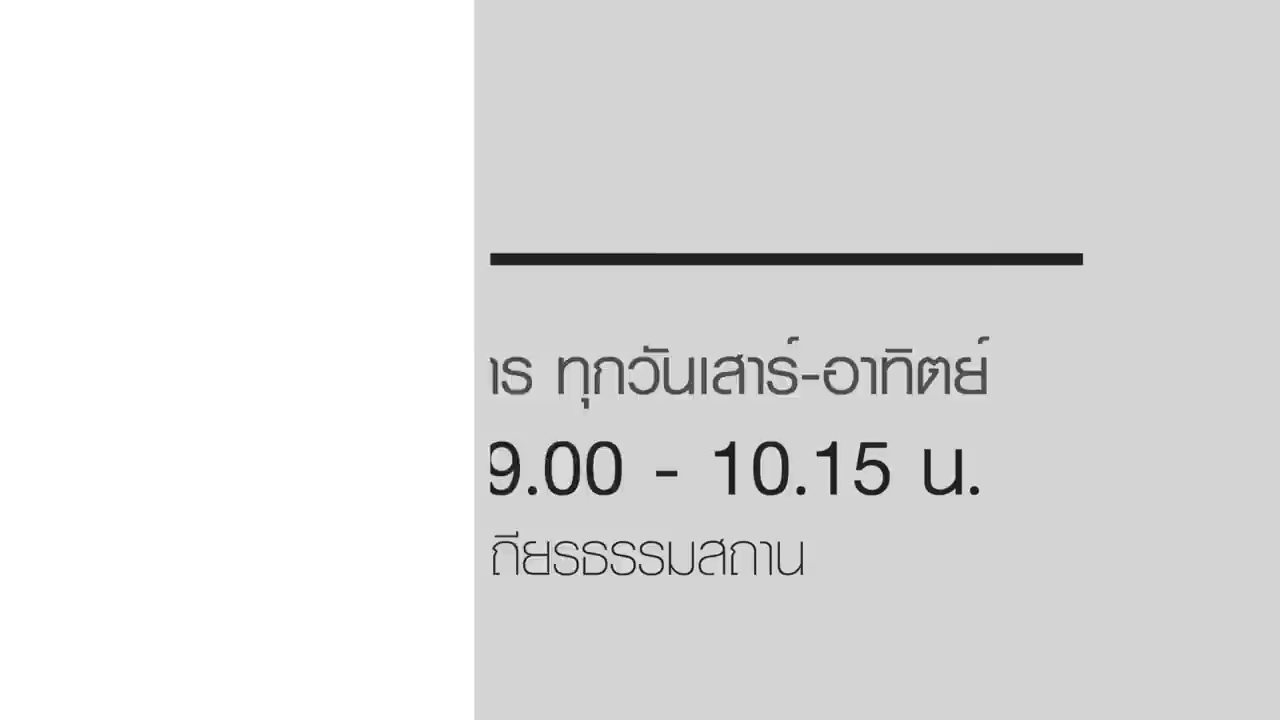 ทุกวันเสาร์-อาทิตย์
9.00 - 10.15 น.
ถียรธรรมสถาน